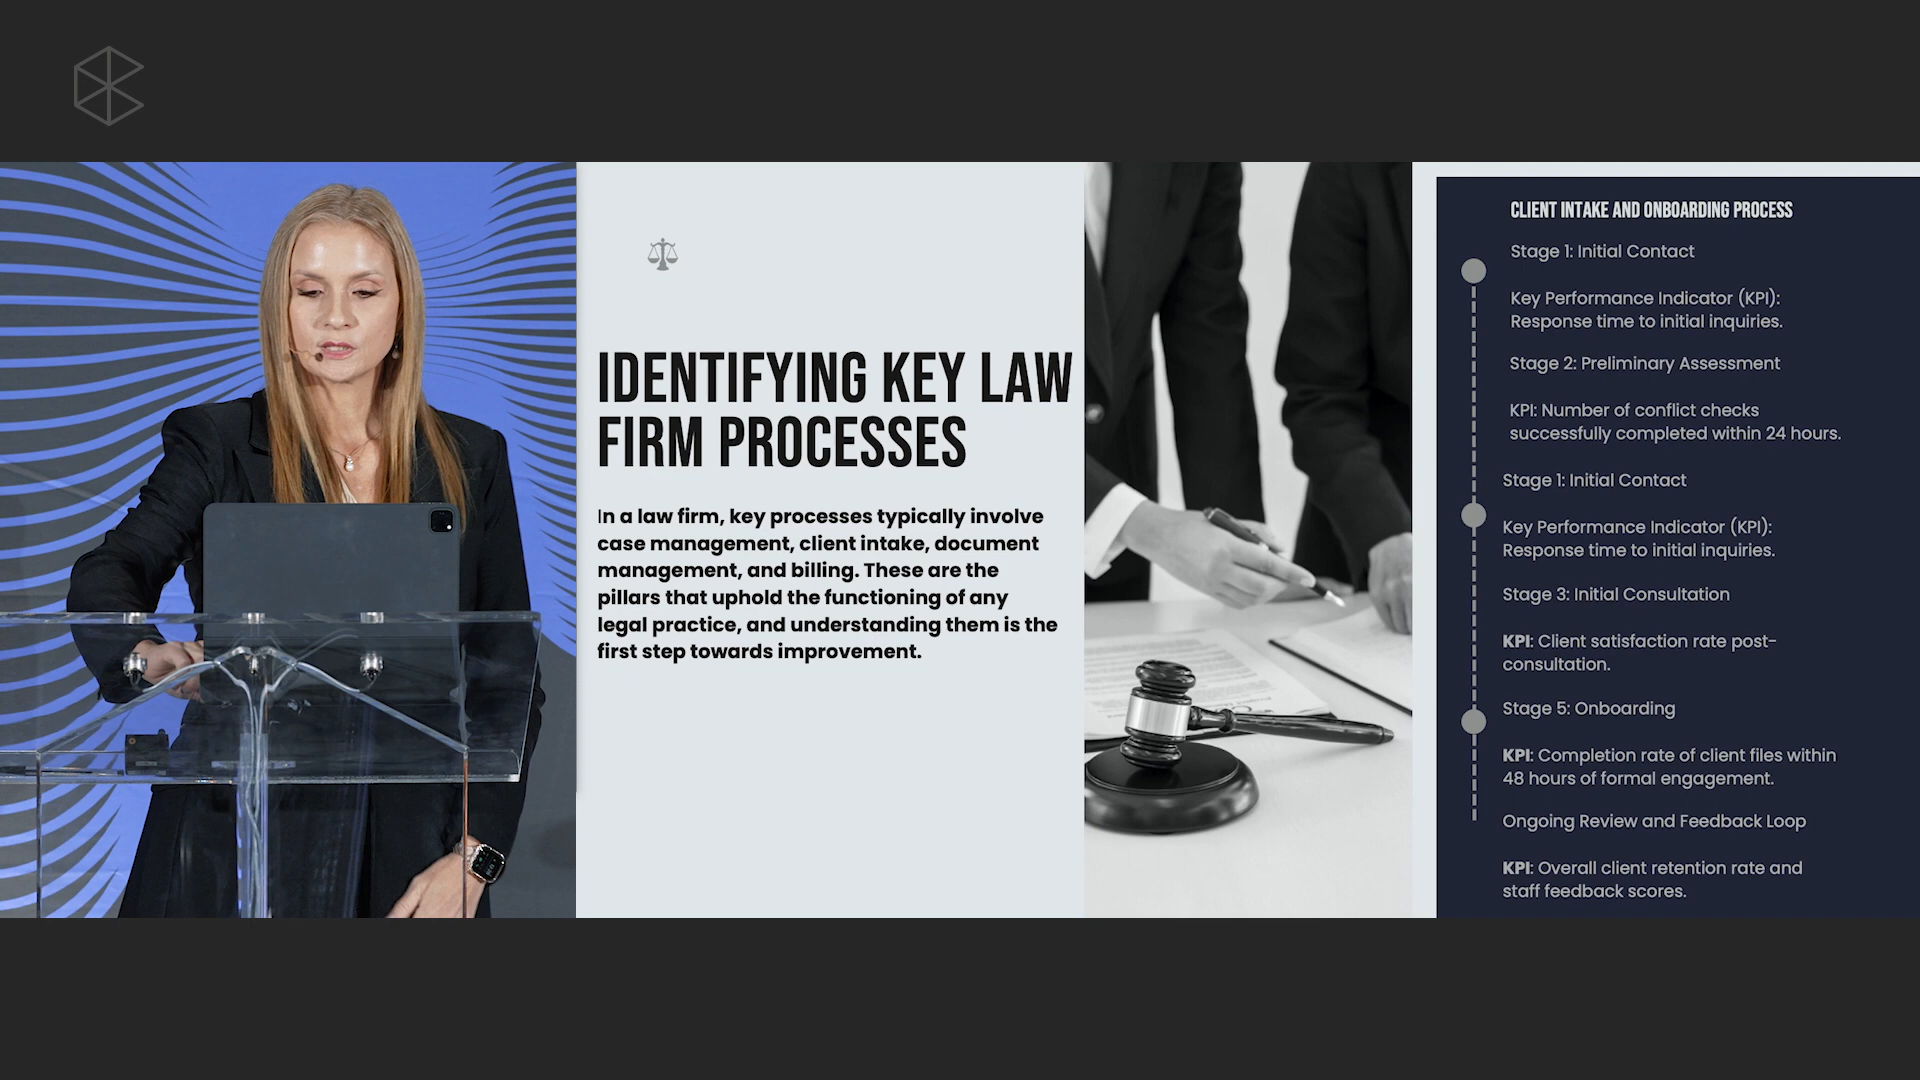 IDENTIFYING KEY LAW
FIRM PROCESSES
In a law firm, key processes typically involve
case management, client intake, document
management, and billing. These are the
pillars that uphold the functioning of any
legal practice, and understanding them is the
first step towards improvement.
CLIENT INTAKE AND ONBOARDING PROCESS
Stage 1: Initial Contact
Key Performance Indicator (KPI):
Response time to initial inquiries.
Stage 2: Preliminary Assessment
KPI: Number of conflict checks
successfully completed within 24 hours.
Stage 1: Initial Contact
Key Performance Indicator (KPI):
Response time to initial inquiries.
Stage 3: Initial Consultation
KPI: Client satisfaction rate post-
consultation.
Stage 5: Onboarding
KPI: Completion rate of client files within
48 hours of formal engagement.
Ongoing Review and Feedback Loop
KPI: Overall client retention rate and
staff feedback scores.